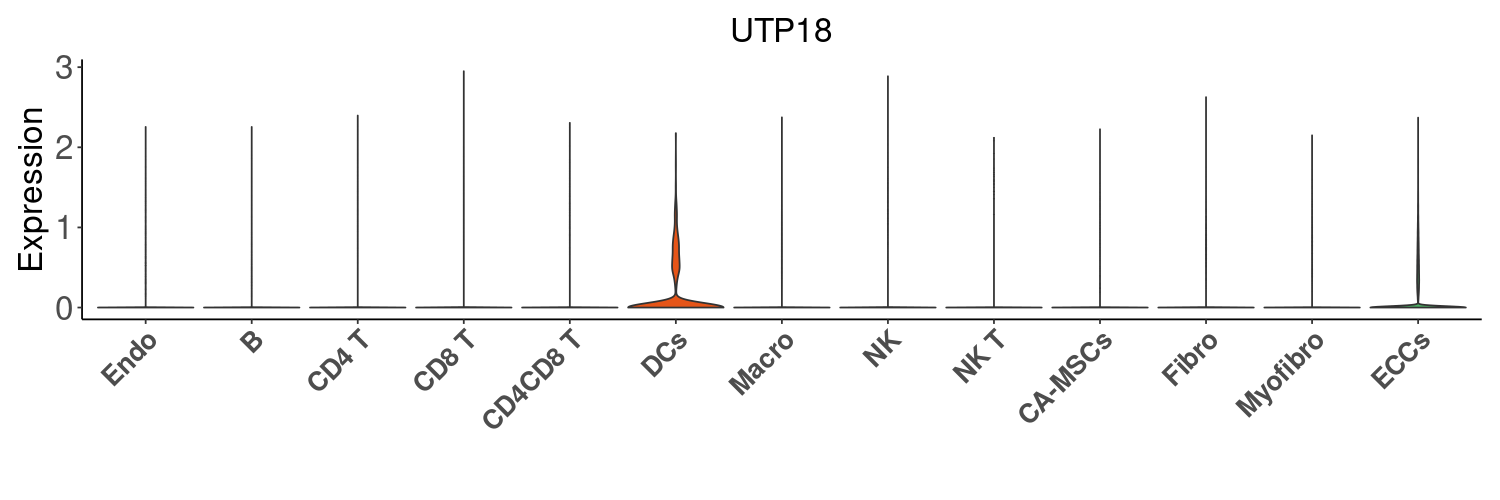 UTP18
Expression
3
2
1
0
Endo
B
CD4 T
CD8 T
CD4CD8 T
DCs
Macro
NK
NK T
CA-MSCs
Fibro
Myofibro
ECCs